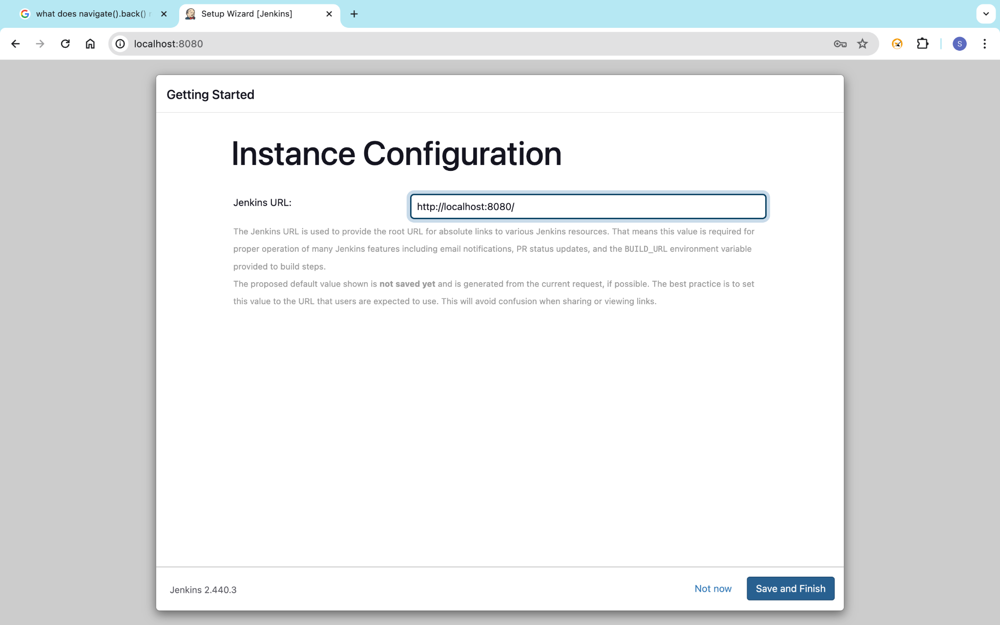 what does navigate().back()
Setup Wizard [Jenkins]
localhost:8080
S
Getting Started
Instance Configuration
Jenkins URL:
http://localhost:8080/
The Jenkins URL is used to provide the root URL for absolute links to various Jenkins resources. That means this value is required for
proper operation of many Jenkins features including email notifications, PR status updates, and the BUILD_URL environment variable
provided to build steps.
The proposed default value shown is not saved yet and is generated from the current request, if possible. The best practice is to set
this value to the URL that users are expected to use. This will avoid confusion when sharing or viewing links.
Jenkins 2.440.3
Not now
Save and Finish